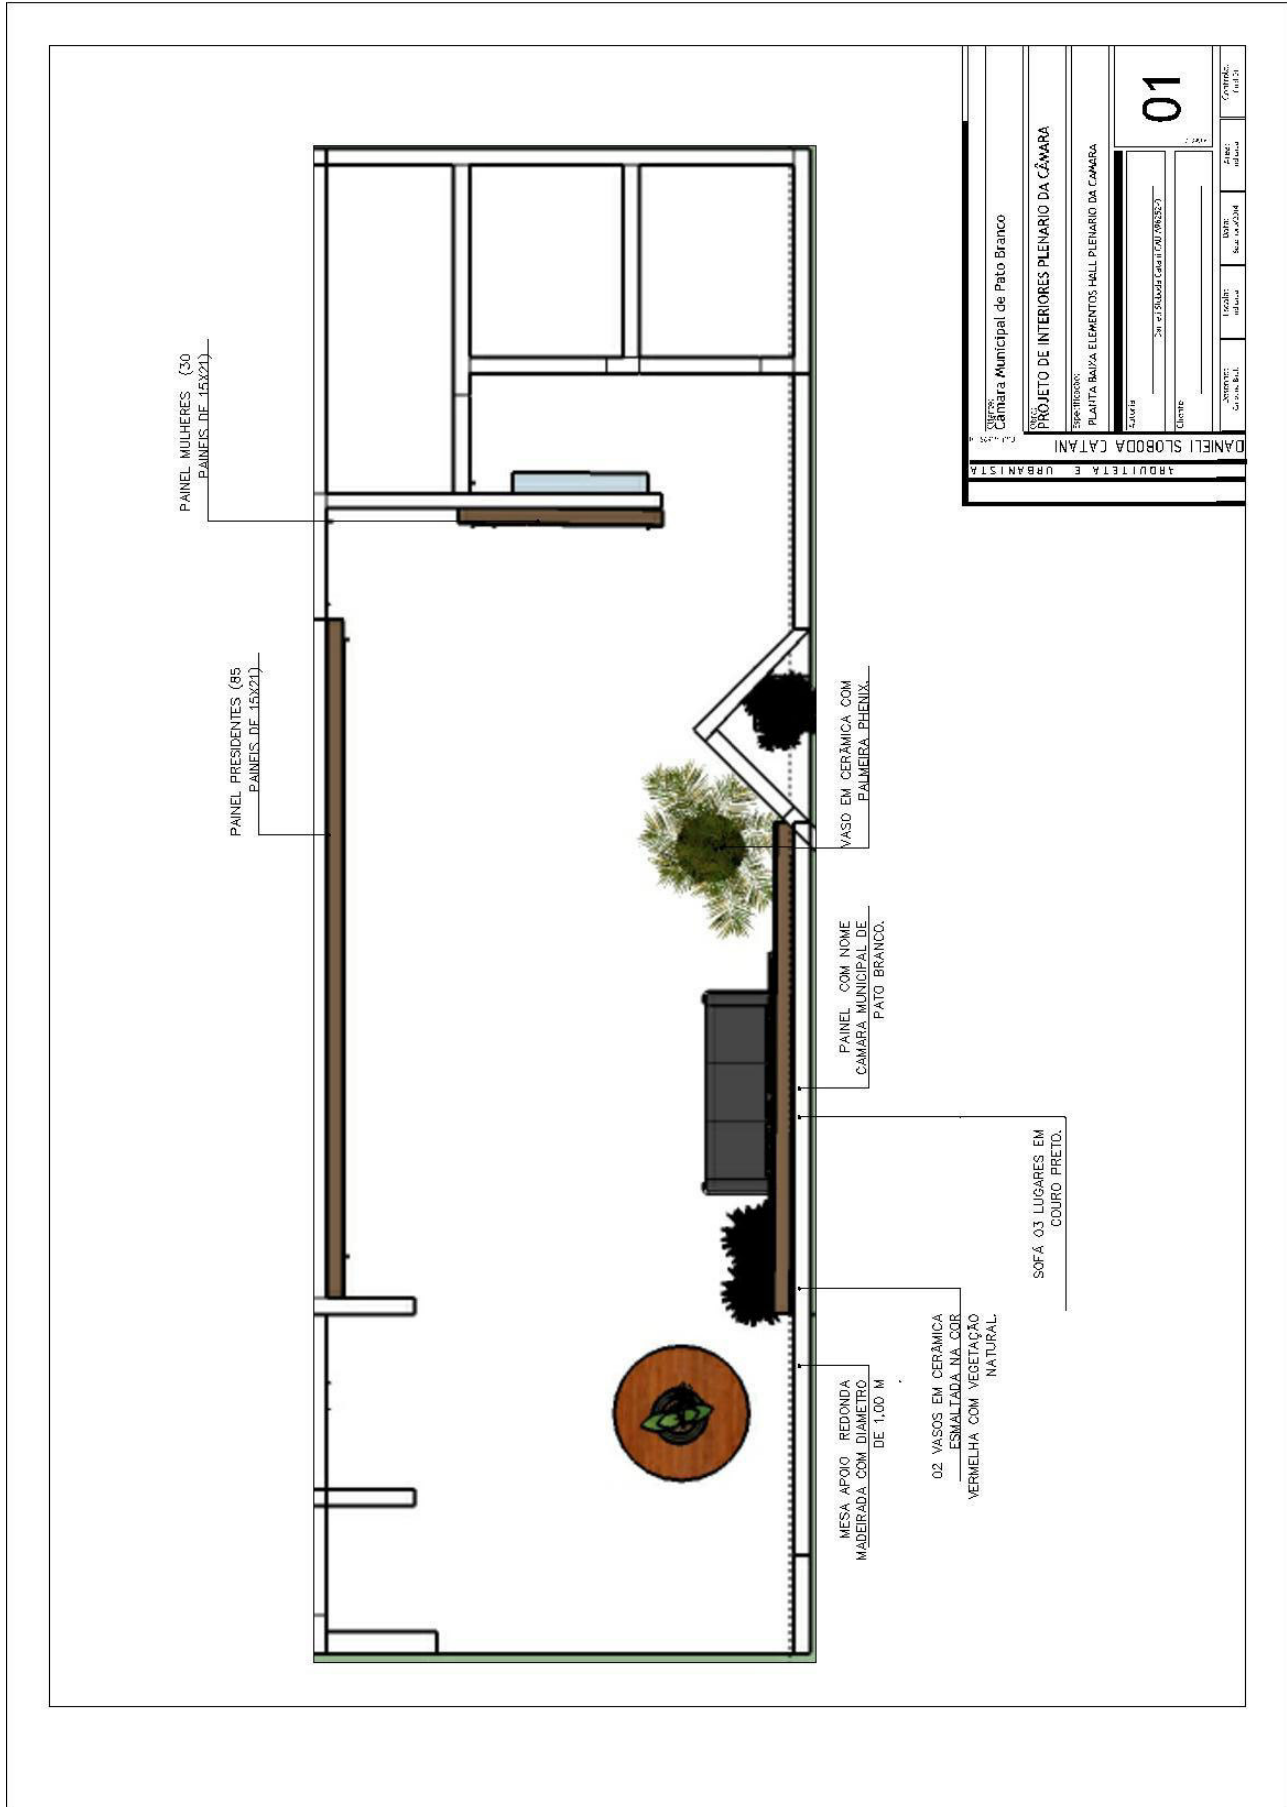 PAINEL MULHERES (30
PAINEIS DE 15X21)
PAINEL PRESIDENTES (85
PAINEIS DE 15X21)
VASO EM CERÂMICA COM
PALMEIRA PHENIX.
PAINEL COM NOME
CAMARA MUNICIPAL DE
PATO BRANCO.
SOFÁ 03 LUGARES EM
COURO PRETO.
02 VASOS EM CERÂMICA
ESMALTADA NA COR
VERMELHA COM VEGETAÇÃO
NATURAL.
MESA APOIO REDONDA
MADEIRADA COM DIAMETRO
DE 1,00 M
ARQUITETA E URBANISTA
DANIELI SLOBODA CATANI
Câmara Municipal de Pato Branco
Obra:
PROJETO DE INTERIORES PLENARIO DA CÂMARA
Especificação:
PLANTA BAIXA ELEMENTOS HALL PLENARIO DA CAMARA
Autoria
Cliente
01
Desenho:
Escala:
Data: